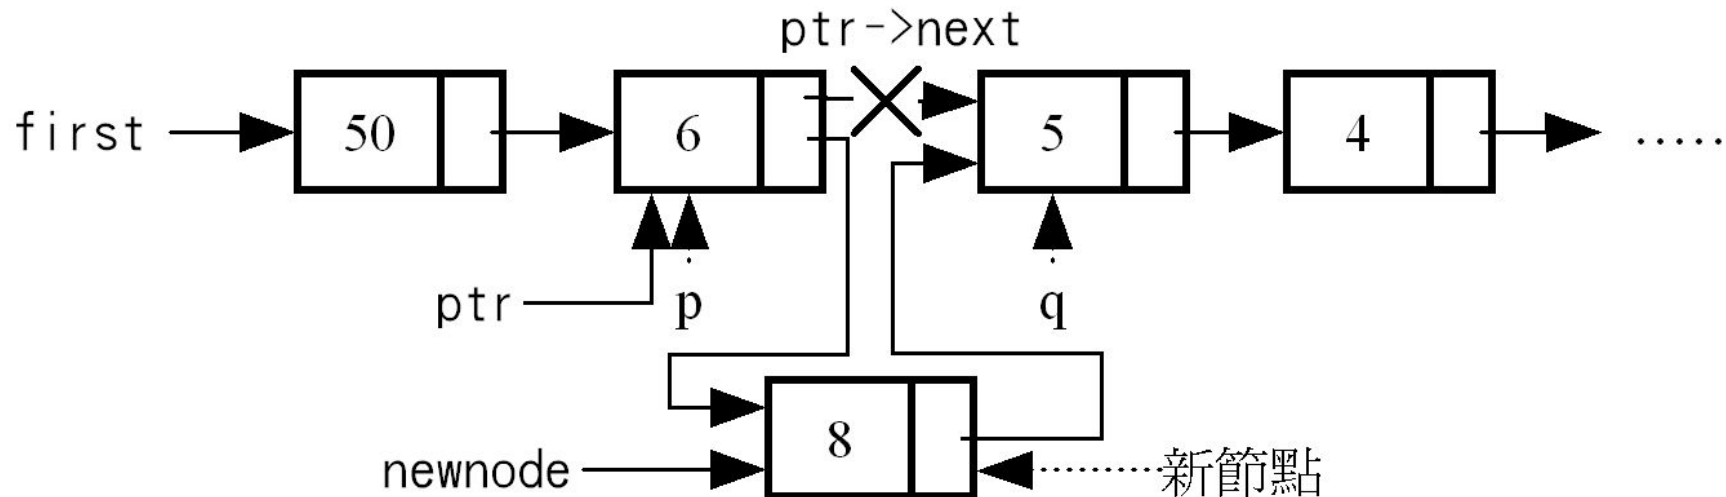 ptr->next
first 50 6 5 4 .....
ptr p q
8
newnode 新節點